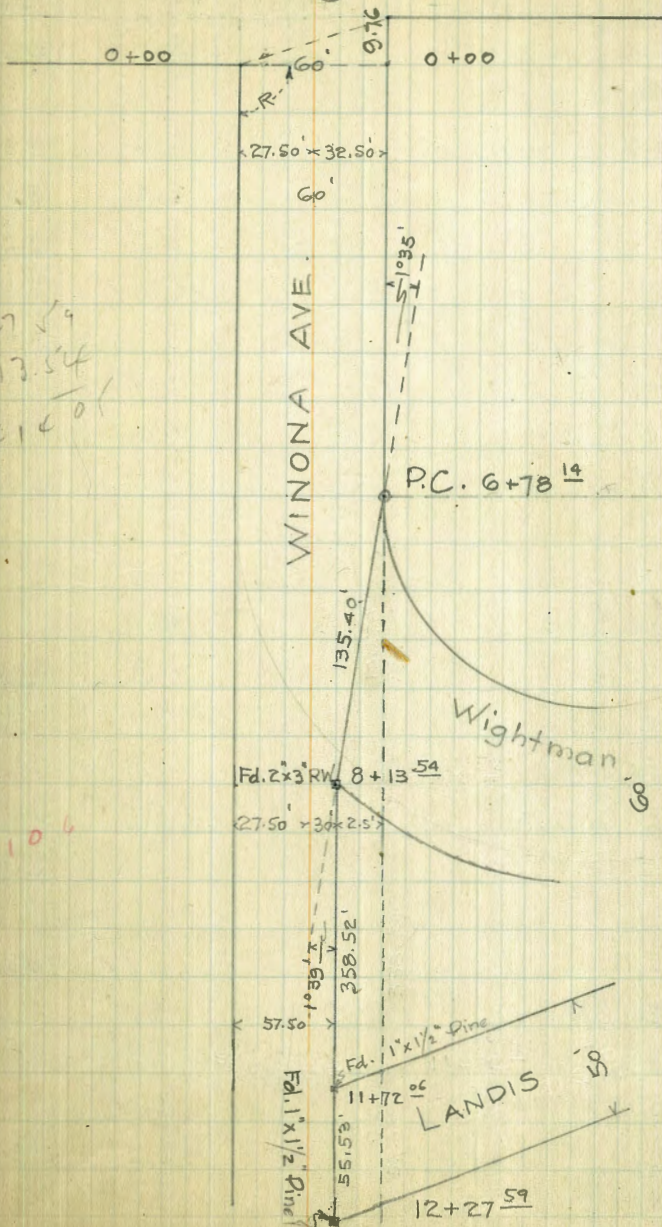 9.76
0+00
60'
0+00
R
27.50' × 32.50'
60'
1°35'
WINONA AVE.
13.54
P.C. 6+78 14
135.40'
Wightman
60'
Fd. 2"x3" RW
8+13 54
27.50' × 30 × 2.5'
106
1°39'
358.52'
57.50
Fd. 1"x1½" Pine
11+72 06
LANDIS
50'
Fd. 1"x1½" Pine
55.53'
12+27 59